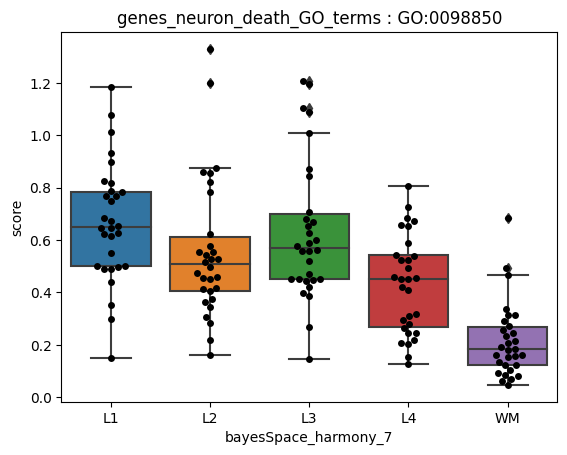 genes_neuron_death_GO_terms : GO:0098850
score
1.2
1.0
0.8
0.6
0.4
0.2
0.0
L1 L2 L3 L4 WM
bayesSpace_harmony_7